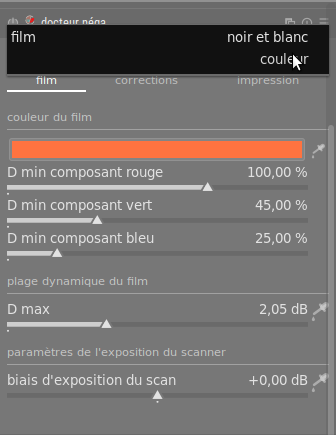 docteur néga
film noir et blanc
couleur
film corrections impression
couleur du film
D min composant rouge 100,00 %
D min composant vert 45,00 %
D min composant bleu 25,00 %
plage dynamique du film
D max 2,05 dB
paramètres de l'exposition du scanner
biais d'exposition du scan +0,00 dB